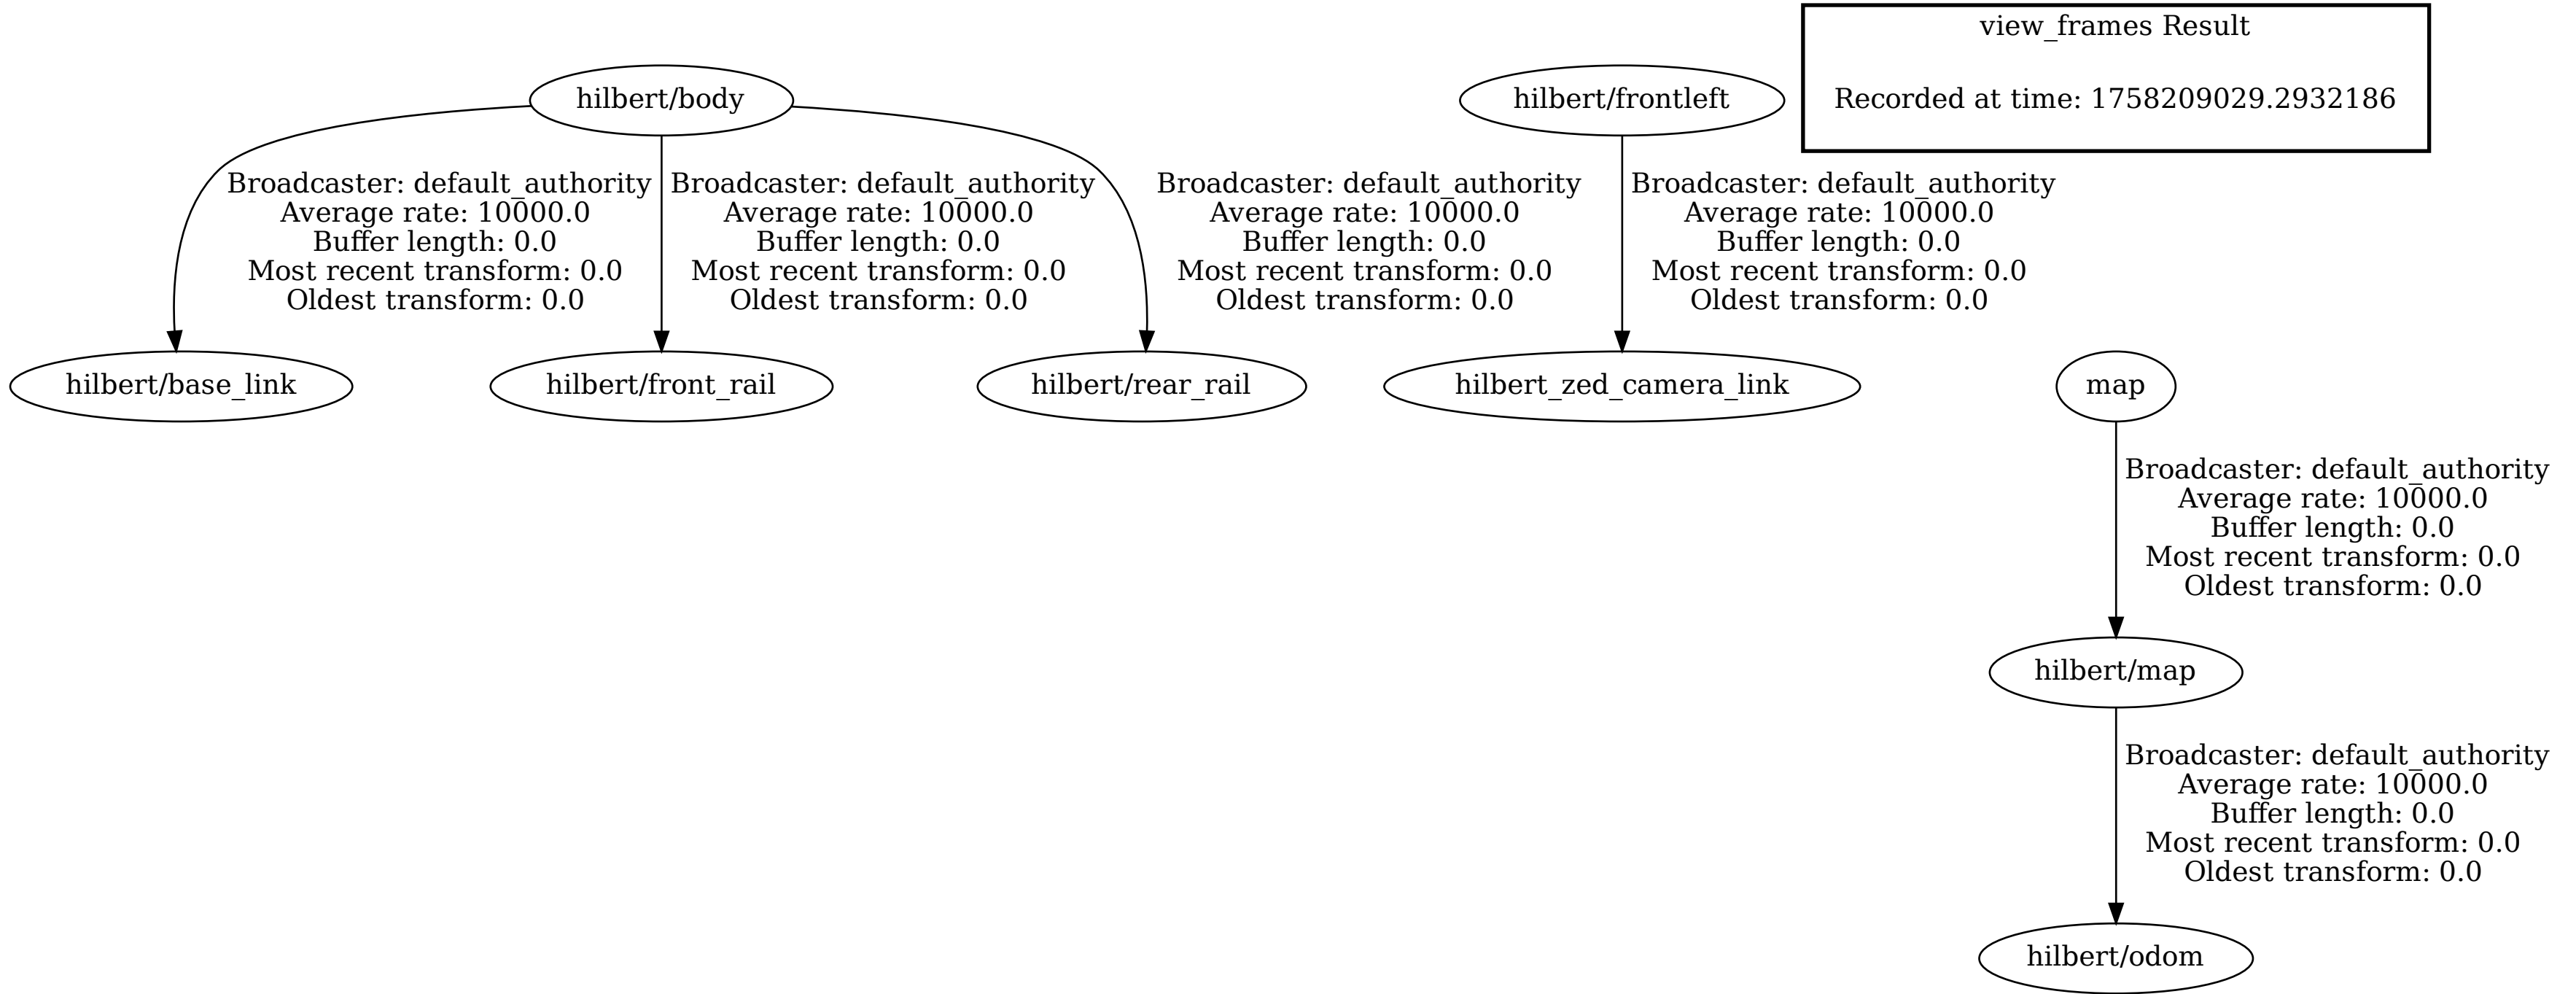 view_frames Result
Recorded at time: 1758209029.2932186
hilbert/body
hilbert/frontleft
Broadcaster: default_authority
Average rate: 10000.0
Buffer length: 0.0
Most recent transform: 0.0
Oldest transform: 0.0
Broadcaster: default_authority
Average rate: 10000.0
Buffer length: 0.0
Most recent transform: 0.0
Oldest transform: 0.0
Broadcaster: default_authority
Average rate: 10000.0
Buffer length: 0.0
Most recent transform: 0.0
Oldest transform: 0.0
Broadcaster: default_authority
Average rate: 10000.0
Buffer length: 0.0
Most recent transform: 0.0
Oldest transform: 0.0
hilbert/base_link
hilbert/front_rail
hilbert/rear_rail
hilbert_zed_camera_link
map
Broadcaster: default_authority
Average rate: 10000.0
Buffer length: 0.0
Most recent transform: 0.0
Oldest transform: 0.0
hilbert/map
Broadcaster: default_authority
Average rate: 10000.0
Buffer length: 0.0
Most recent transform: 0.0
Oldest transform: 0.0
hilbert/odom